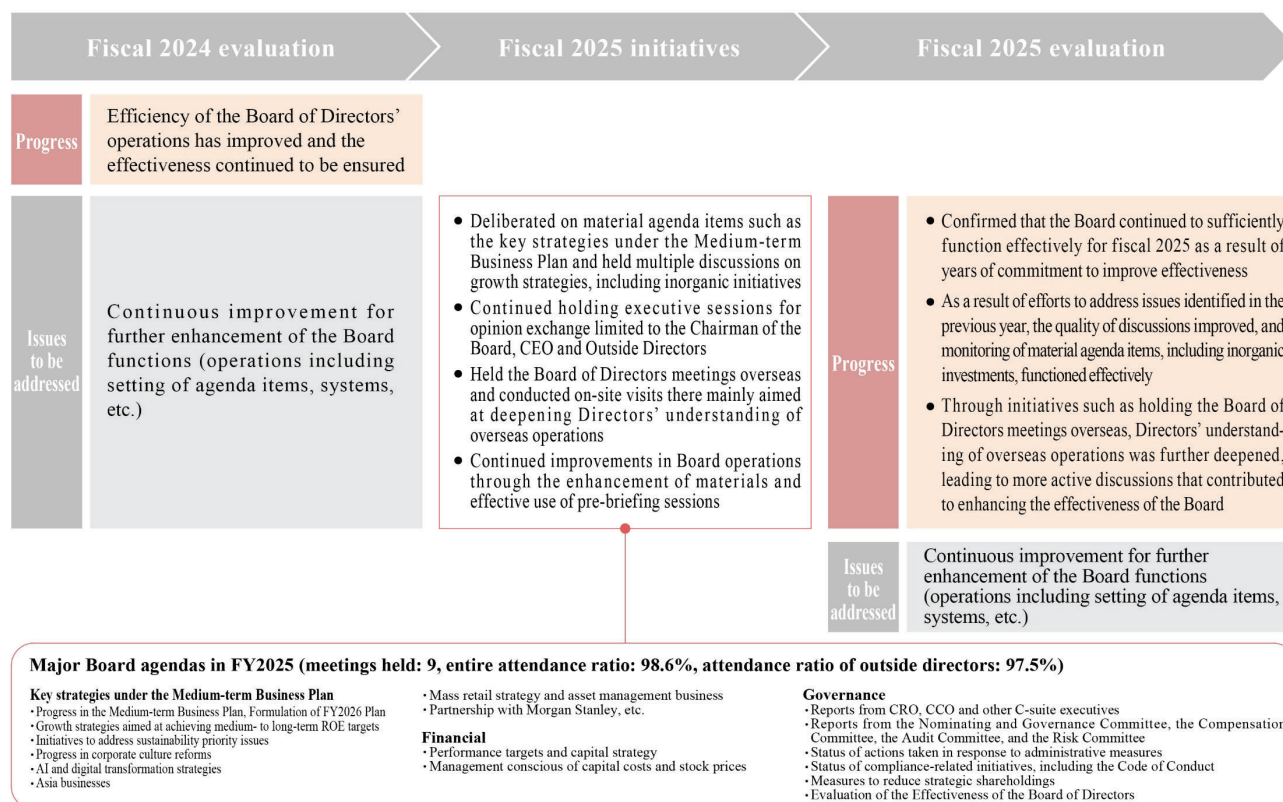 Fiscal 2024 evaluation
Fiscal 2025 initiatives
Fiscal 2025 evaluation
Progress
Efficiency of the Board of Directors'
operations has improved and the
effectiveness continued to be ensured
Issues
to be
addressed
Continuous improvement for
further enhancement of the Board
functions (operations including
setting of agenda items, systems,
etc.)
• Deliberated on material agenda items such as
the key strategies under the Medium-term
Business Plan and held multiple discussions on
growth strategies, including inorganic initiatives
• Continued holding executive sessions for
opinion exchange limited to the Chairman of the
Board, CEO and Outside Directors
• Held the Board of Directors meetings overseas
and conducted on-site visits there mainly aimed
at deepening Directors' understanding of
overseas operations
• Continued improvements in Board operations
through the enhancement of materials and
effective use of pre-briefing sessions
Progress
• Confirmed that the Board continued to sufficiently
function effectively for fiscal 2025 as a result of
years of commitment to improve effectiveness
• As a result of efforts to address issues identified in the
previous year, the quality of discussions improved, and
monitoring of material agenda items, including inorganic
investments, functioned effectively
• Through initiatives such as holding the Board of
Directors meetings overseas, Directors' understand-
ing of overseas operations was further deepened,
leading to more active discussions that contributed
to enhancing the effectiveness of the Board
Issues
to be
addressed
Continuous improvement for further
enhancement of the Board functions
(operations including setting of agenda items,
systems, etc.)
Major Board agendas in FY2025 (meetings held: 9, entire attendance ratio: 98.6%, attendance ratio of outside directors: 97.5%)
Key strategies under the Medium-term Business Plan
・Progress in the Medium-term Business Plan, Formulation of FY2026 Plan
・Growth strategies aimed at achieving medium- to long-term ROE targets
・Initiatives to address sustainability priority issues
・Progress in corporate culture reforms
・AI and digital transformation strategies
・Asia businesses
・Mass retail strategy and asset management business
・Partnership with Morgan Stanley, etc.
Financial
・Performance targets and capital strategy
・Management conscious of capital costs and stock prices
Governance
・Reports from CRO, CCO and other C-suite executives
・Reports from the Nominating and Governance Committee, the Compensation
Committee, the Audit Committee, and the Risk Committee
・Status of actions taken in response to administrative measures
・Status of compliance-related initiatives, including the Code of Conduct
・Measures to reduce strategic shareholdings
・Evaluation of the Effectiveness of the Board of Directors